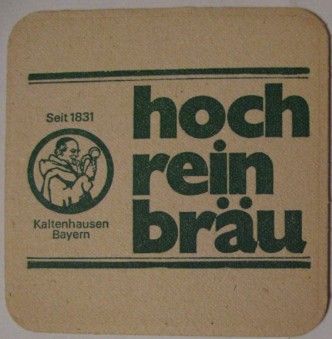 Seit 1831
Kaltenhausen
Bayern
hoch
rein
bräu